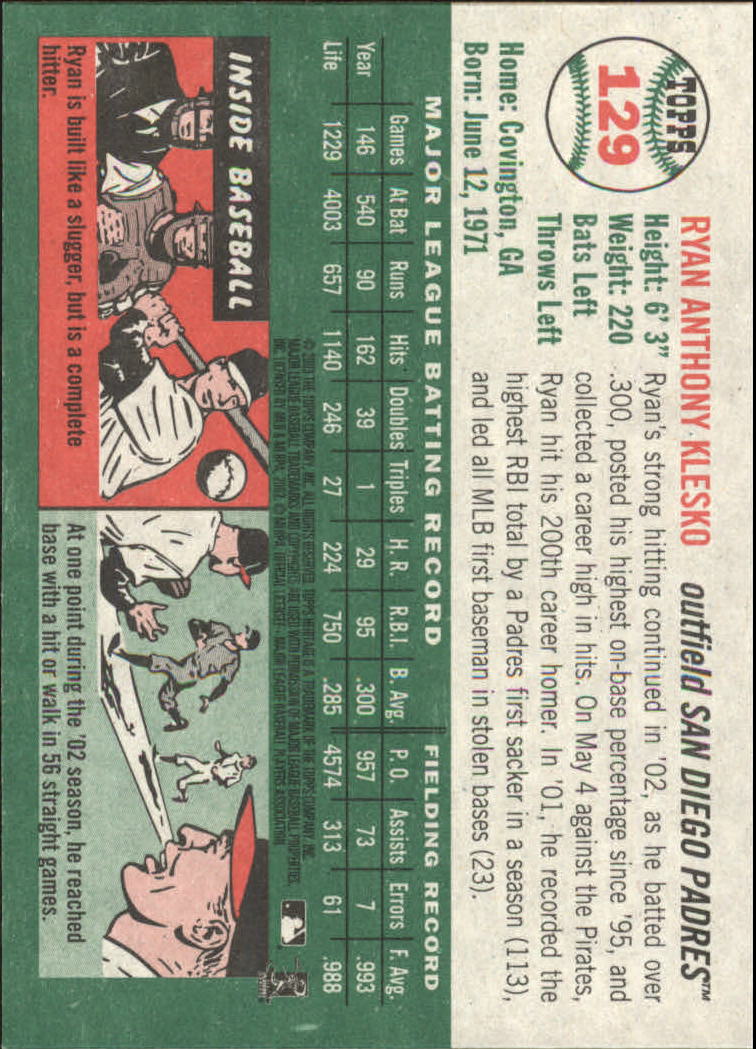 TOPPS
129
RYAN ANTHONY KLESKO outfield SAN DIEGO PADRES™
Height: 6' 3"
Weight: 220
Bats Left
Throws Left
Home: Covington, GA
Born: June 12, 1971
Ryan's strong hitting continued in '02, as he batted over
.300, posted his highest on-base percentage since '95, and
collected a career high in hits. On May 4 against the Pirates,
Ryan hit his 200th career homer. In '01, he recorded the
highest RBI total by a Padres first sacker in a season (113),
and led all MLB first baseman in stolen bases (23).
MAJOR LEAGUE BATTING RECORD FIELDING RECORD
Year Games At Bat Runs Hits Doubles Triples H. R. R.B.I. B. Avg. P. O. Assists Errors F. Avg.
Year 146 540 90 162 39 1 29 95 .300 957 73 7 .993
Life 1229 4003 657 1140 246 27 224 750 .285 4574 313 61 .988
INSIDE BASEBALL
Ryan is built like a slugger, but is a complete
hitter.
At one point during the '02 season, he reached
base with a hit or walk in 56 straight games.